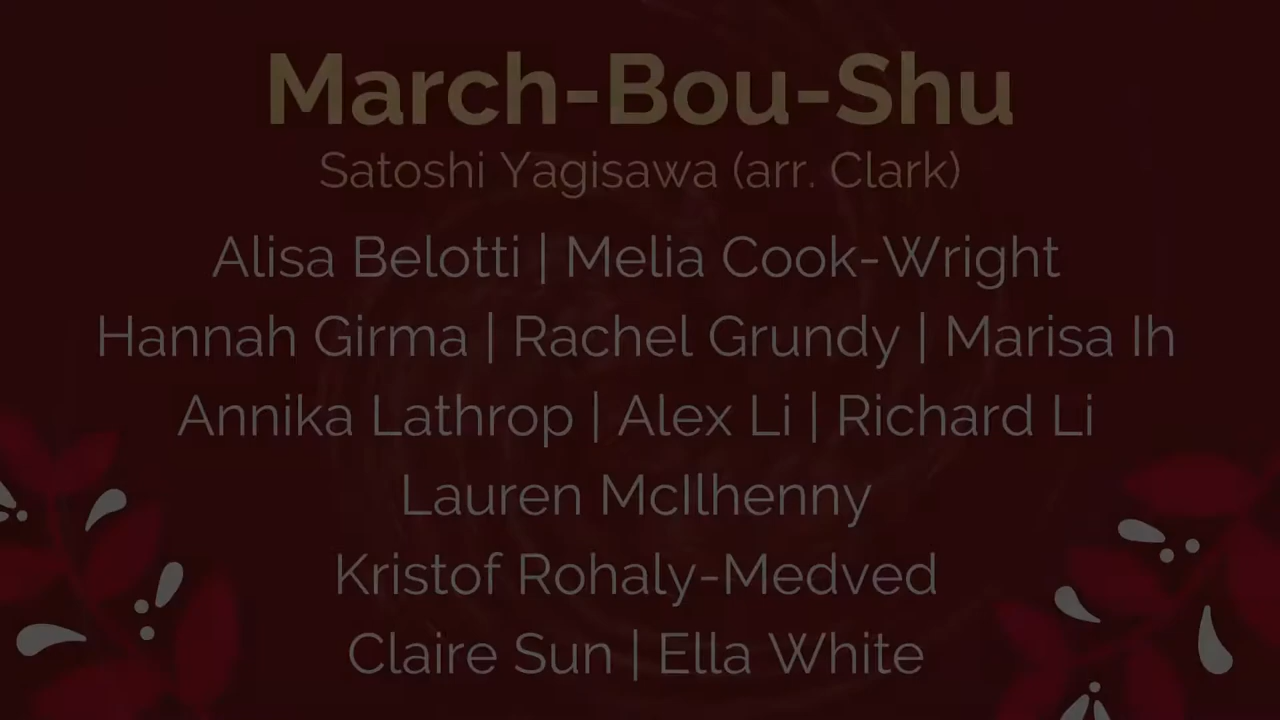 March-Bou-Shu
Satoshi Yagisawa (arr. Clark)
Alisa Belotti | Melia Cook-Wright
Hannah Girma | Rachel Grundy | Marisa Ih
Annika Lathrop | Alex Li | Richard Li
Lauren McIlhenny
Kristof Rohaly-Medved
Claire Sun | Ella White